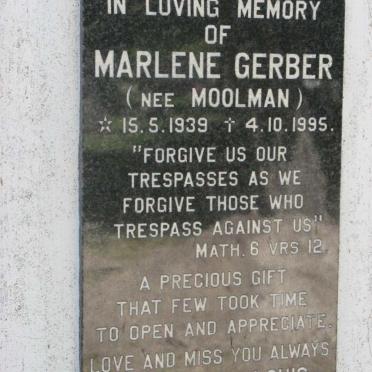 IN LOVING MEMORY
OF
MARLENE GERBER
(NEE MOOLMAN)
☆ 15.5.1939 † 4.10.1995.
"FORGIVE US OUR
TRESPASSES AS WE
FORGIVE THOSE WHO
TRESPASS AGAINST US"
MATH. 6 VRS 12.
A PRECIOUS GIFT
THAT FEW TOOK TIME
TO OPEN AND APPRECIATE.
LOVE AND MISS YOU ALWAYS